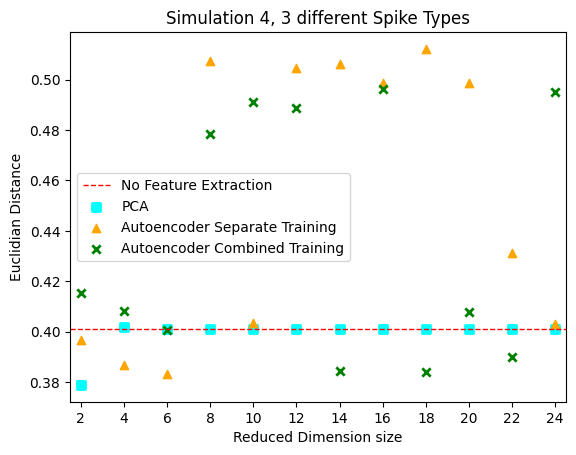 Simulation 4, 3 different Spike Types
Euclidian Distance
0.50
0.48
0.46
0.44
0.42
0.40
0.38
No Feature Extraction
PCA
Autoencoder Separate Training
Autoencoder Combined Training
2 4 6 8 10 12 14 16 18 20 22 24
Reduced Dimension size